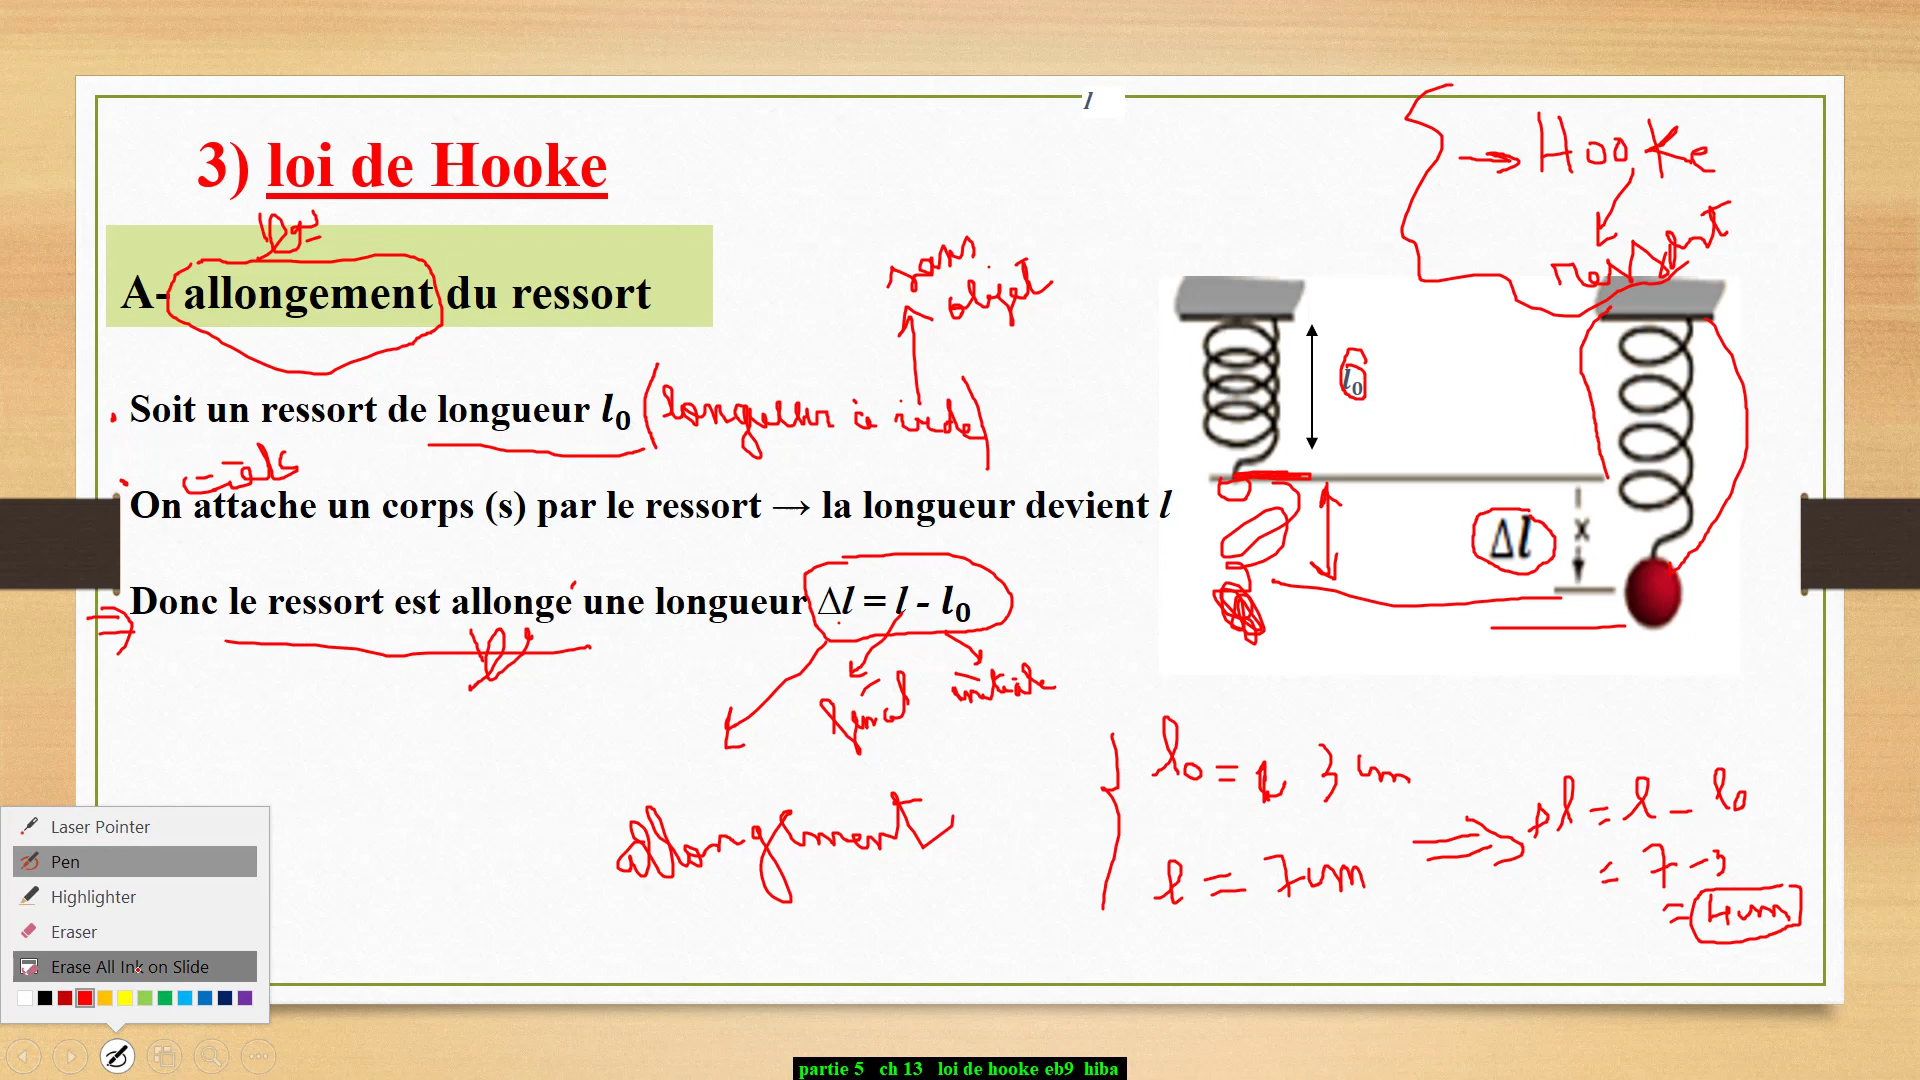 l
3) loi de Hooke
→ Hooke
A- allongement du ressort
sans
objet
l₀
Soit un ressort de longueur l₀ (longueur à vide)
On attache un corps (s) par le ressort → la longueur devient l
Δl
x
Donc le ressort est allonge une longueur Δl = l - l₀
final
initiale
allongement
l₀ = 3 cm
l = 7 cm
⇒ Δl = l - l₀
= 7 - 3
= 4 cm
Laser Pointer
Pen
Highlighter
Eraser
Erase All Ink on Slide
partie 5 ch 13 loi de hooke eb9 hiba